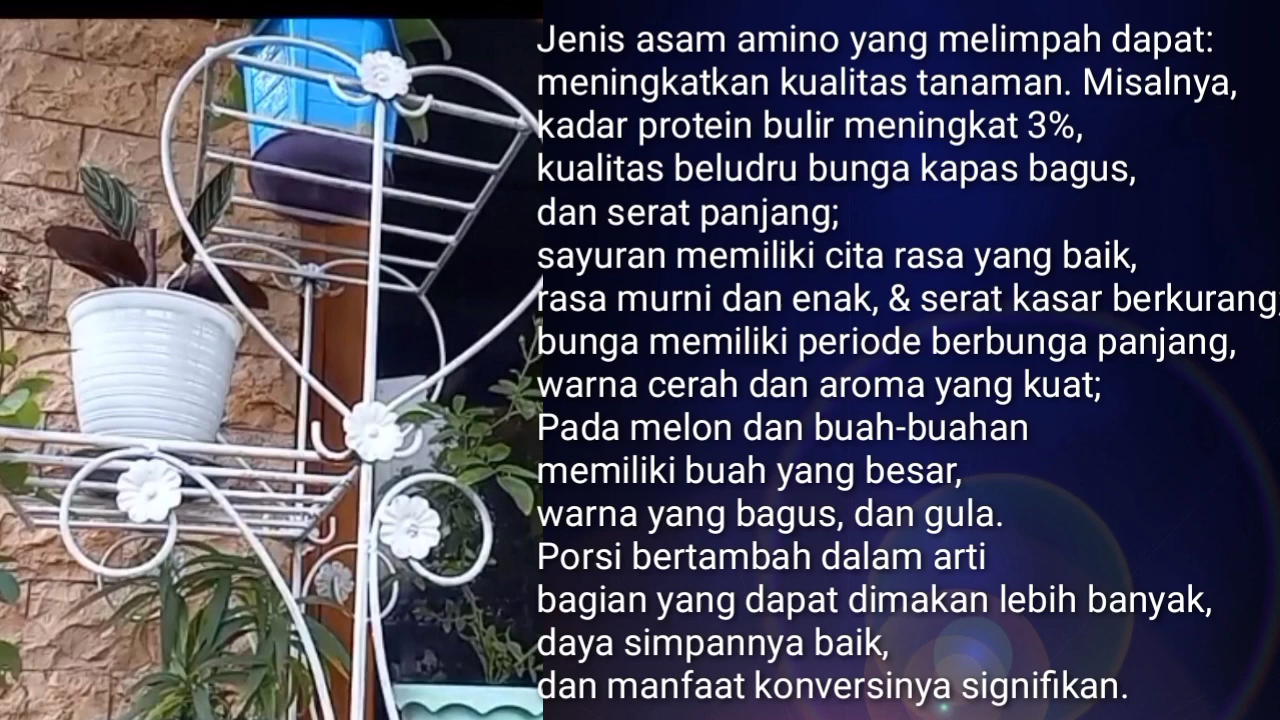 Jenis asam amino yang melimpah dapat:
meningkatkan kualitas tanaman. Misalnya,
kadar protein bulir meningkat 3%,
kualitas beludru bunga kapas bagus,
dan serat panjang;
sayuran memiliki cita rasa yang baik,
rasa murni dan enak, & serat kasar berkurang;
bunga memiliki periode berbunga panjang,
warna cerah dan aroma yang kuat;
Pada melon dan buah-buahan
memiliki buah yang besar,
warna yang bagus, dan gula.
Porsi bertambah dalam arti
bagian yang dapat dimakan lebih banyak,
daya simpannya baik,
dan manfaat konversinya signifikan.